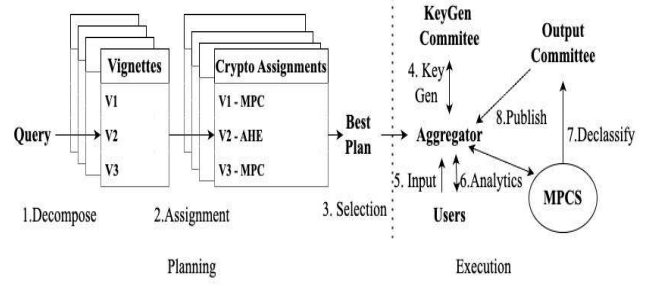 KeyGen
Commitee
Output
Committee
Vignettes
Crypto Assignments
4. Key
Gen
V1
V1 - MPC
8.Publish
Query
V2
V2 - AHE
Best
Plan
Aggregator
7.Declassify
V3
V3 - MPC
5. Input
6.Analytics
MPCS
1.Decompose
2.Assignment
3. Selection
Users
Planning
Execution